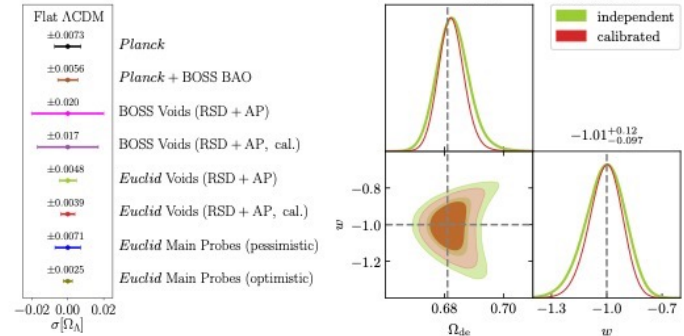 Flat ΛCDM
±0.0073
Planck
±0.0056
Planck + BOSS BAO
±0.020
BOSS Voids (RSD + AP)
±0.017
BOSS Voids (RSD + AP, cal.)
±0.0048
Euclid Voids (RSD + AP)
±0.0039
Euclid Voids (RSD + AP, cal.)
±0.0071
Euclid Main Probes (pessimistic)
±0.0025
Euclid Main Probes (optimistic)
−0.02 0.00 0.02
σ[Ω_Λ]
independent
calibrated
−1.01^{+0.12}_{−0.097}
−0.8
−1.0
−1.2
w
0.68 0.70
Ω_de
−1.3 −1.0 −0.7
w